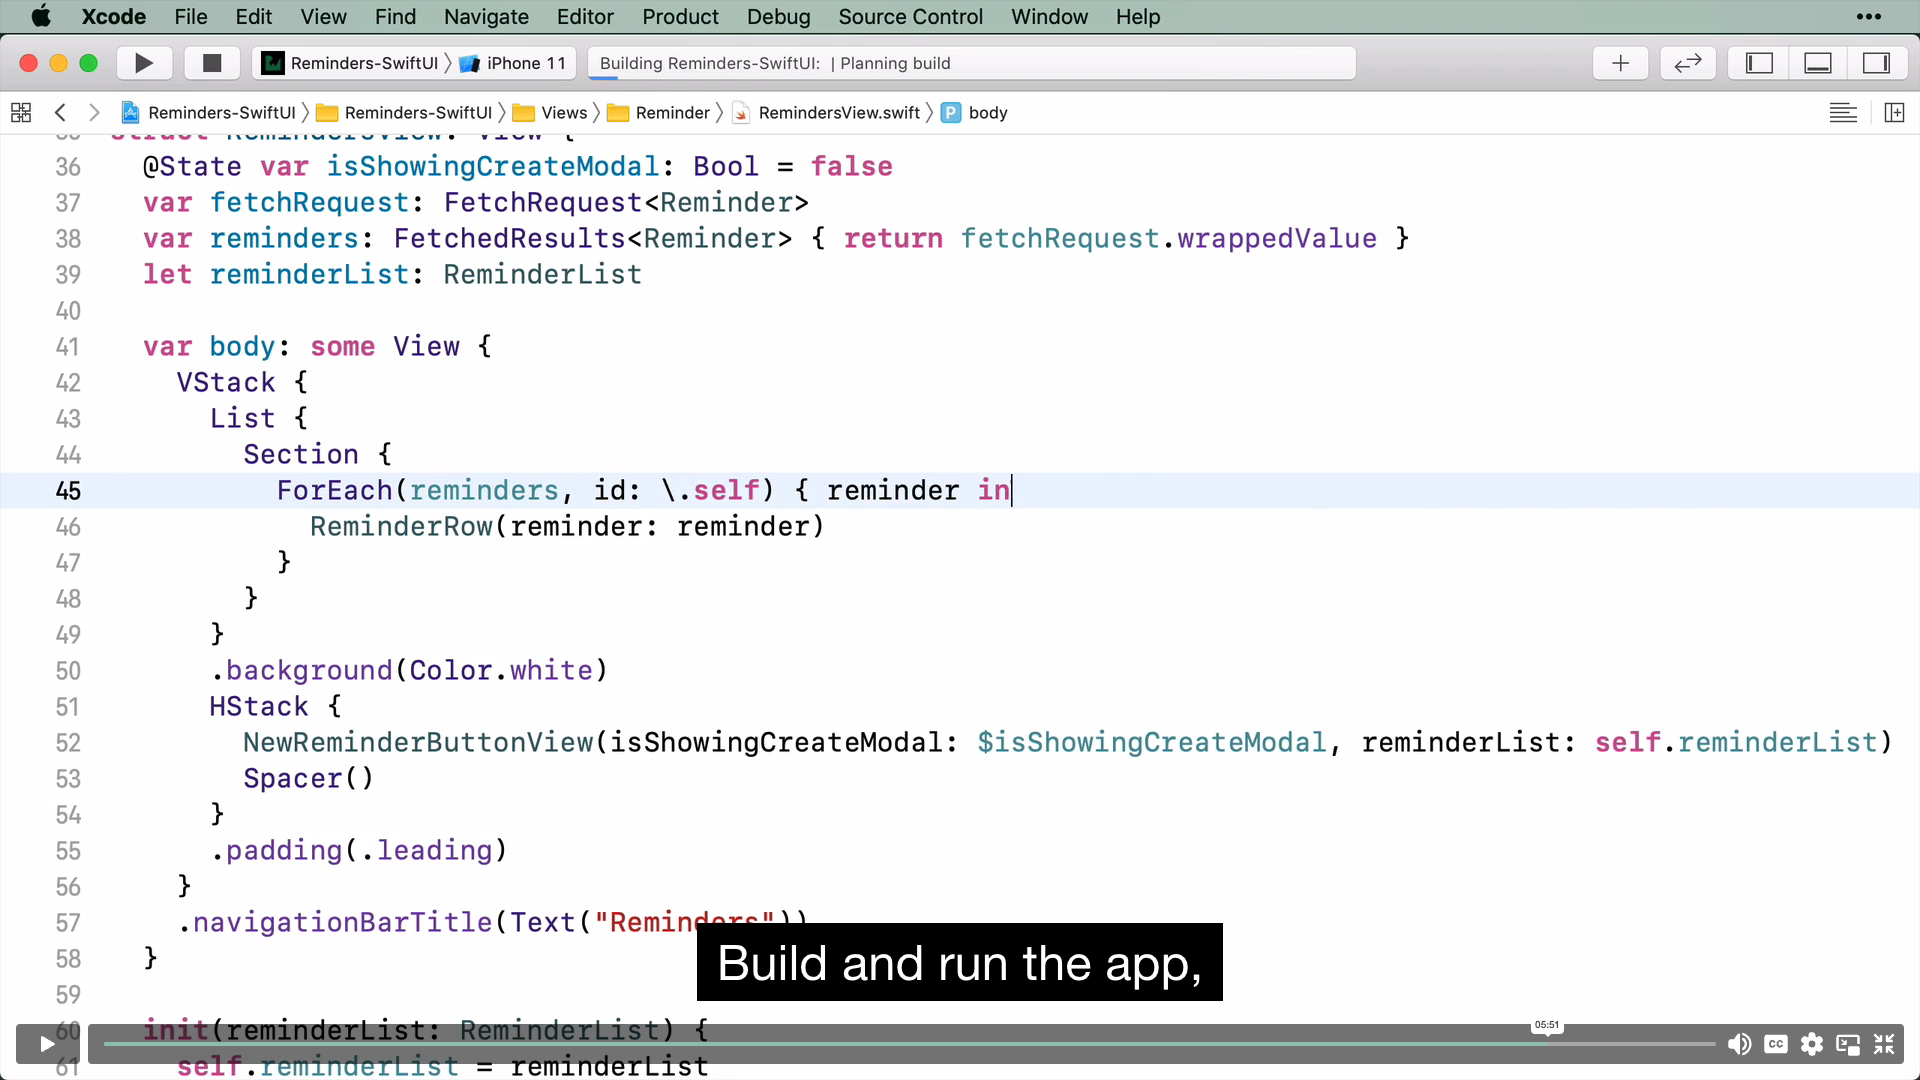 Xcode File Edit View Find Navigate Editor Product Debug Source Control Window Help
Reminders-SwiftUI iPhone 11 Building Reminders-SwiftUI: | Planning build
Reminders-SwiftUI Reminders-SwiftUI Views Reminder RemindersView.swift P body
35 struct RemindersView: View {
36 @State var isShowingCreateModal: Bool = false
37 var fetchRequest: FetchRequest<Reminder>
38 var reminders: FetchedResults<Reminder> { return fetchRequest.wrappedValue }
39 let reminderList: ReminderList
40
41 var body: some View {
42 VStack {
43 List {
44 Section {
45 ForEach(reminders, id: \.self) { reminder in
46 ReminderRow(reminder: reminder)
47 }
48 }
49 }
50 .background(Color.white)
51 HStack {
52 NewReminderButtonView(isShowingCreateModal: $isShowingCreateModal, reminderList: self.reminderList)
53 Spacer()
54 }
55 .padding(.leading)
56 }
57 .navigationBarTitle(Text("Reminders"))
58 }
Build and run the app,
59
60 init(reminderList: ReminderList) {
05:51
CC
61 self.reminderList = reminderList